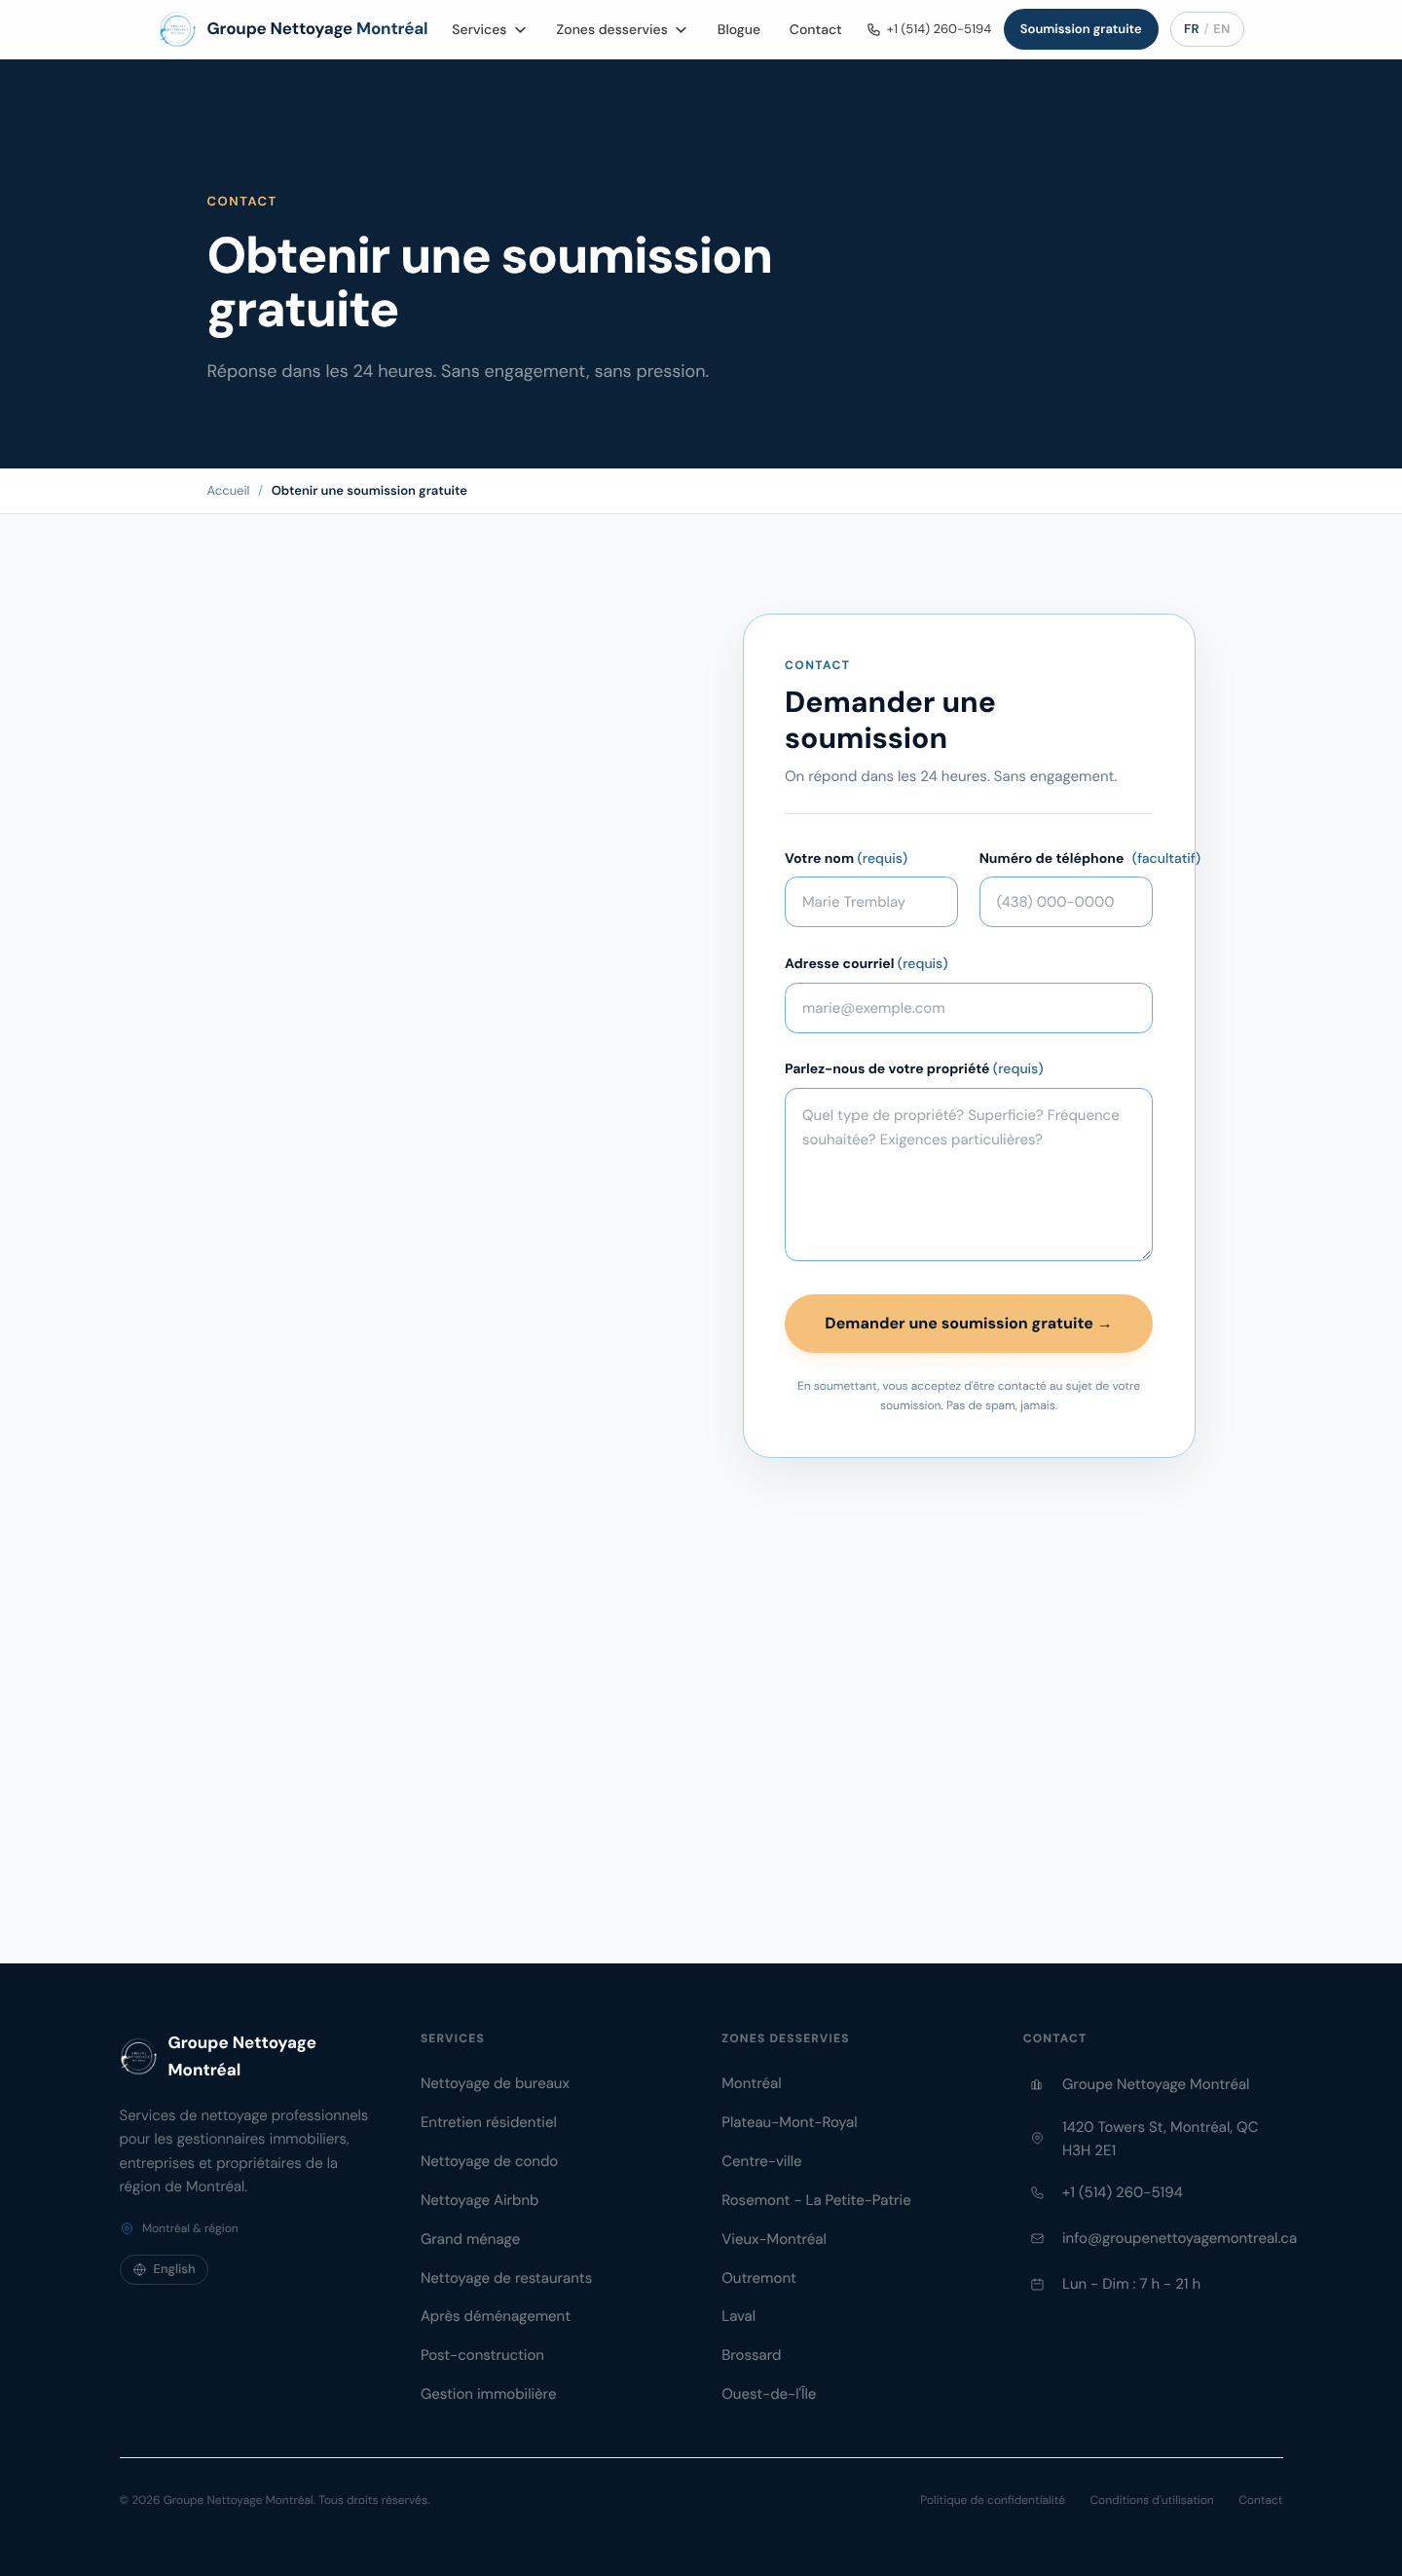 Groupe Nettoyage Montréal
Services
Zones desservies
Blogue
Contact
+1 (514) 260-5194
Soumission gratuite
FR / EN
CONTACT
Obtenir une soumission
gratuite
Réponse dans les 24 heures. Sans engagement, sans pression.
Accueil / Obtenir une soumission gratuite
CONTACT
Demander une
soumission
On répond dans les 24 heures. Sans engagement.
Votre nom (requis)
Numéro de téléphone (facultatif)
Marie Tremblay
(438) 000-0000
Adresse courriel (requis)
marie@exemple.com
Parlez-nous de votre propriété (requis)
Quel type de propriété? Superficie? Fréquence
souhaitée? Exigences particulières?
Demander une soumission gratuite →
En soumettant, vous acceptez d'être contacté au sujet de votre
soumission. Pas de spam, jamais.
Groupe Nettoyage
Montréal
Services de nettoyage professionnels
pour les gestionnaires immobiliers,
entreprises et propriétaires de la
région de Montréal.
Montréal & région
English
SERVICES
Nettoyage de bureaux
Entretien résidentiel
Nettoyage de condo
Nettoyage Airbnb
Grand ménage
Nettoyage de restaurants
Après déménagement
Post-construction
Gestion immobilière
ZONES DESSERVIES
Montréal
Plateau-Mont-Royal
Centre-ville
Rosemont - La Petite-Patrie
Vieux-Montréal
Outremont
Laval
Brossard
Ouest-de-l'Île
CONTACT
Groupe Nettoyage Montréal
1420 Towers St, Montréal, QC
H3H 2E1
+1 (514) 260-5194
info@groupenettoyagemontreal.ca
Lun - Dim : 7 h - 21 h
© 2026 Groupe Nettoyage Montréal. Tous droits réservés.
Politique de confidentialité
Conditions d'utilisation
Contact